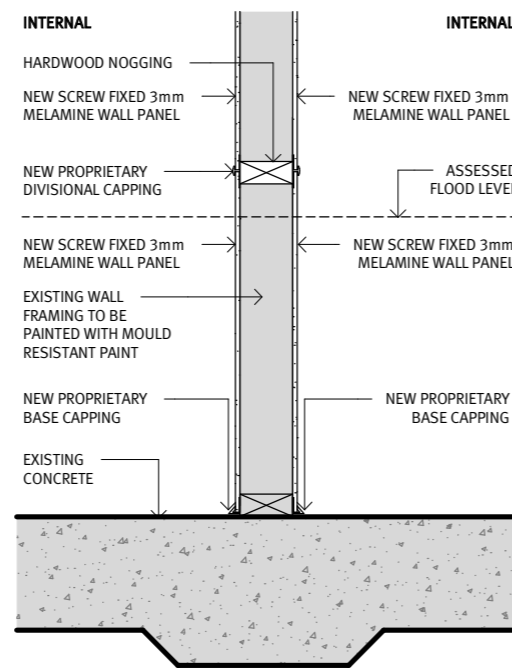 INTERNAL
INTERNAL
HARDWOOD NOGGING
NEW SCREW FIXED 3mm
MELAMINE WALL PANEL
NEW SCREW FIXED 3mm
MELAMINE WALL PANEL
NEW PROPRIETARY
DIVISIONAL CAPPING
ASSESSED
FLOOD LEVEL
NEW SCREW FIXED 3mm
MELAMINE WALL PANEL
NEW SCREW FIXED 3mm
MELAMINE WALL PANEL
EXISTING WALL
FRAMING TO BE
PAINTED WITH MOULD
RESISTANT PAINT
NEW PROPRIETARY
BASE CAPPING
NEW PROPRIETARY
BASE CAPPING
EXISTING
CONCRETE